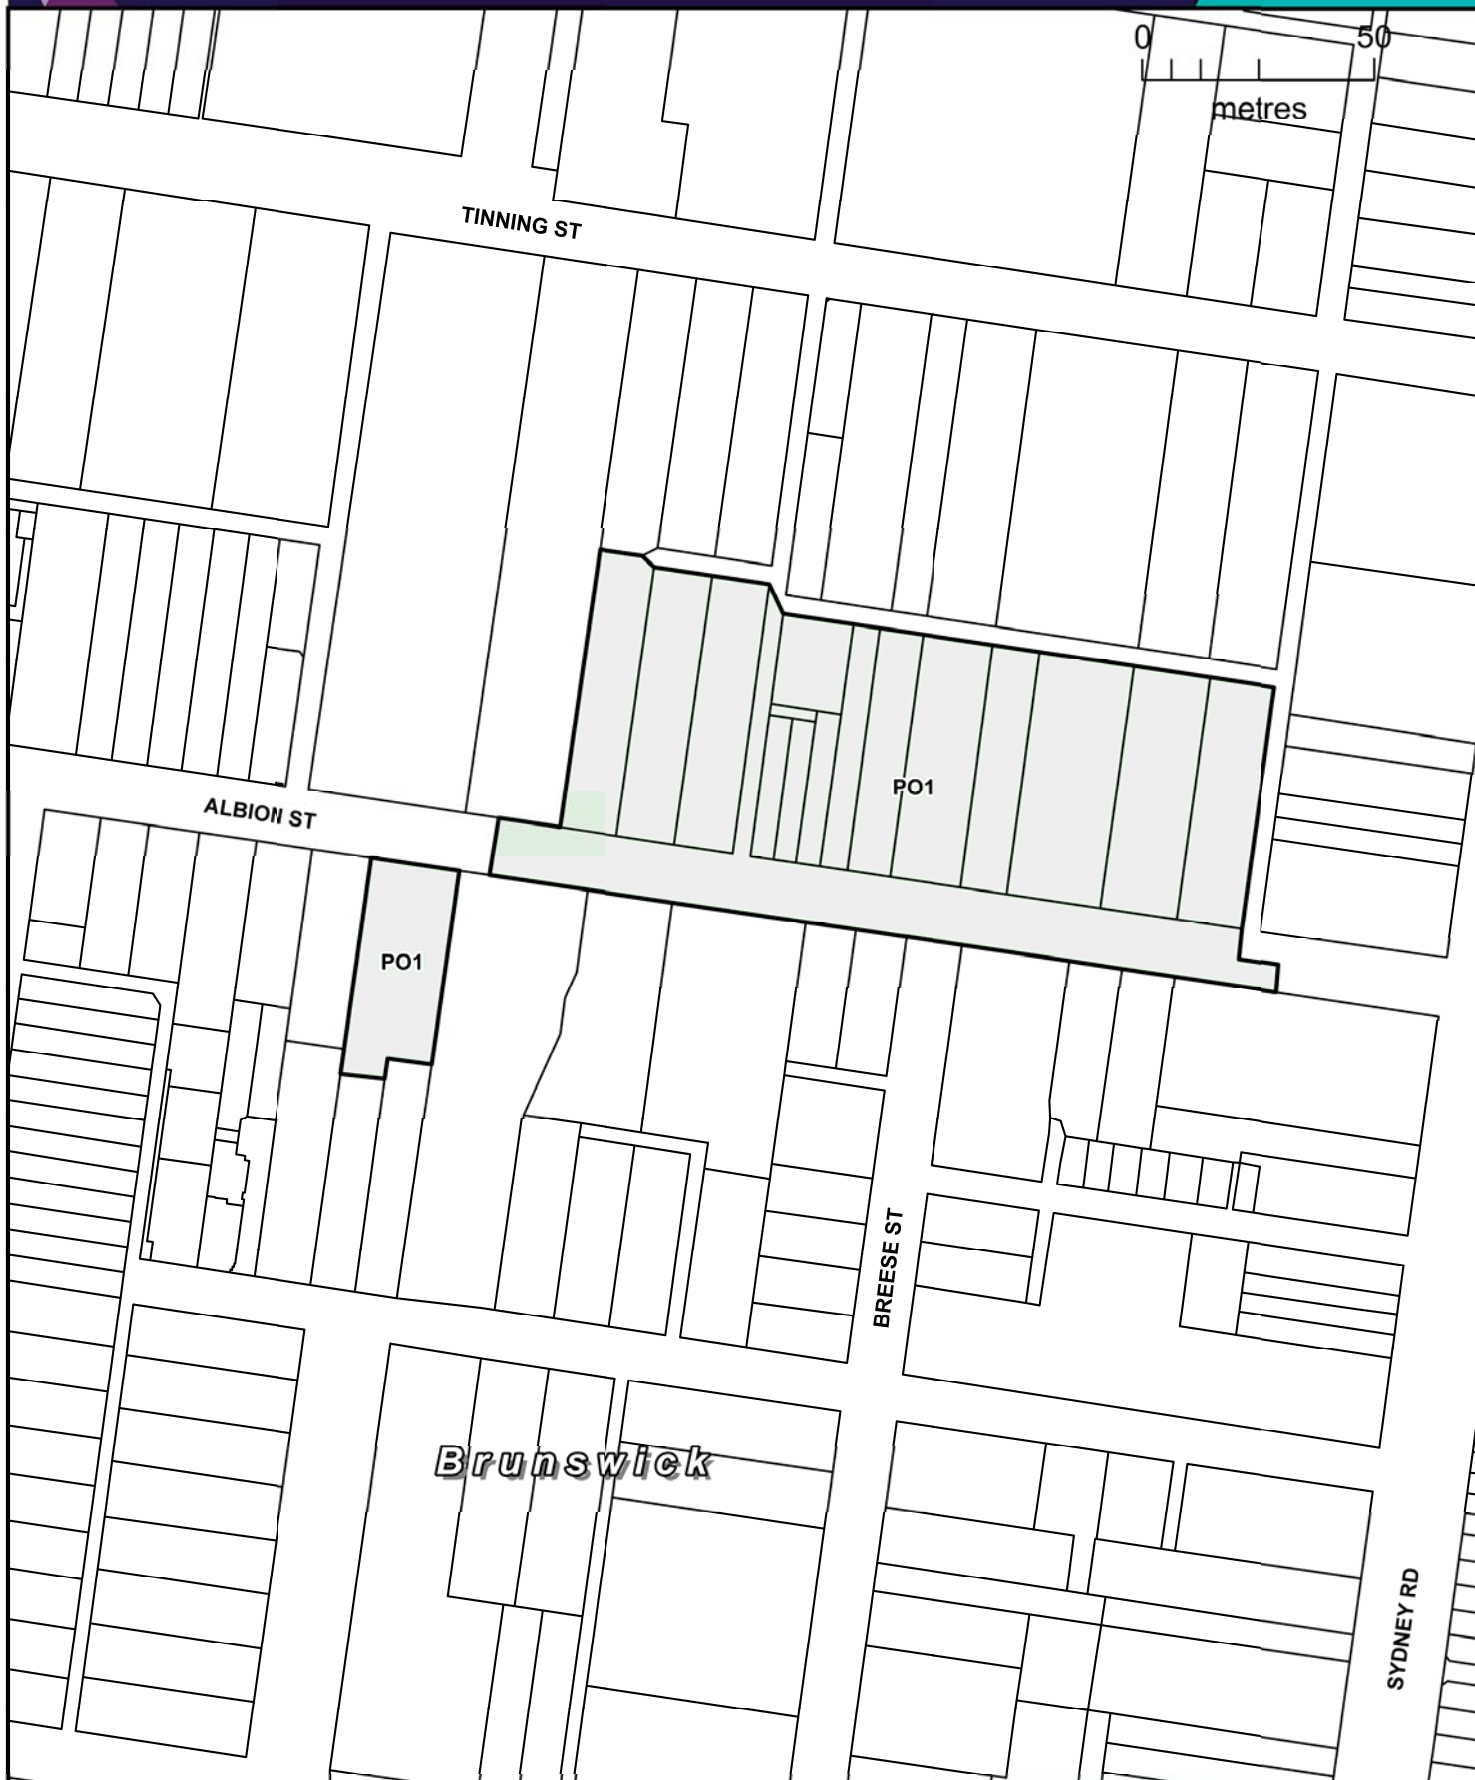 0 50
metres
TINNING ST
PO1
ALBION ST
PO1
BREESE ST
Brunswick
SYDNEY RD